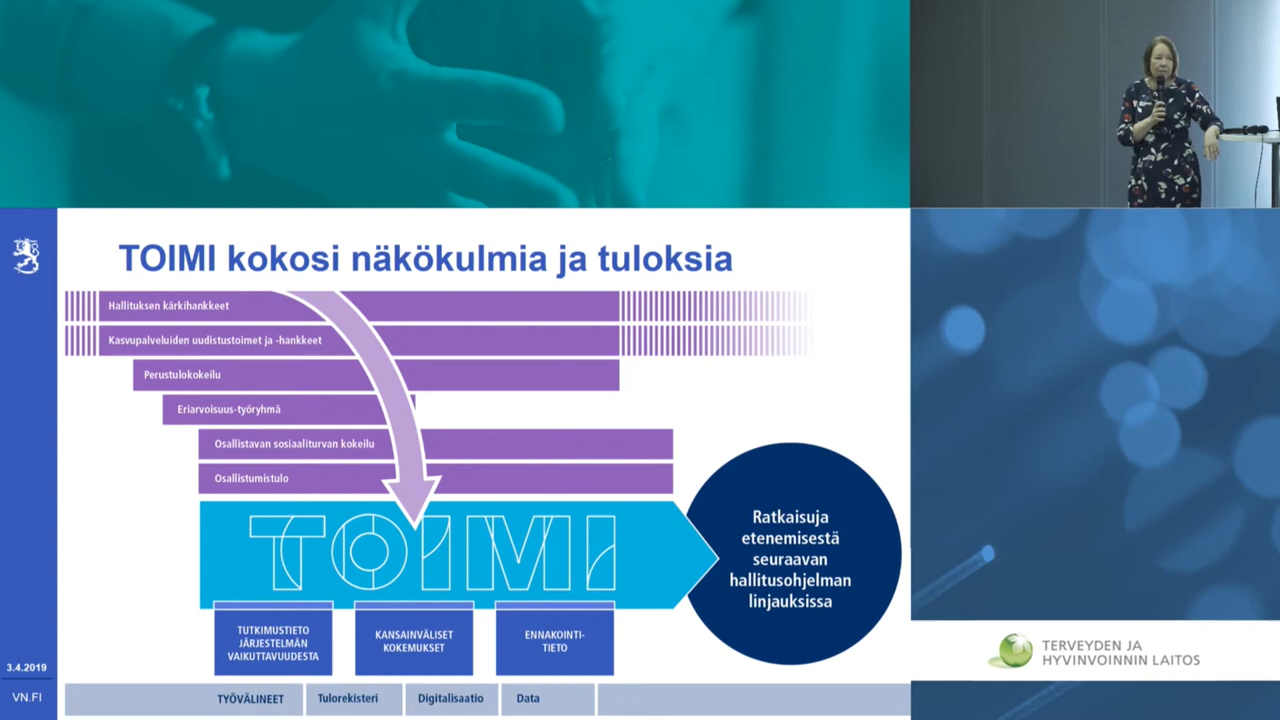 TOIMI kokosi näkökulmia ja tuloksia
Hallituksen kärkihankkeet
Kasvupalveluiden uudistustoimet ja -hankkeet
Perustulokokeilu
Eriarvoisuus-työryhmä
Osallistavan sosiaaliturvan kokeilu
Osallistumistulo
TOIMI
Ratkaisuja
etenemisestä
seuraavan
hallitusohjelman
linjauksissa
TUTKIMUSTIETO
JÄRJESTELMÄN
VAIKUTTAVUUDESTA
KANSAINVÄLISET
KOKEMUKSET
ENNAKOINTI-
TIETO
TYÖVÄLINEET
Tulorekisteri
Digitalisaatio
Data
3.4.2019
VN.FI
TERVEYDEN JA
HYVINVOINNIN LAITOS